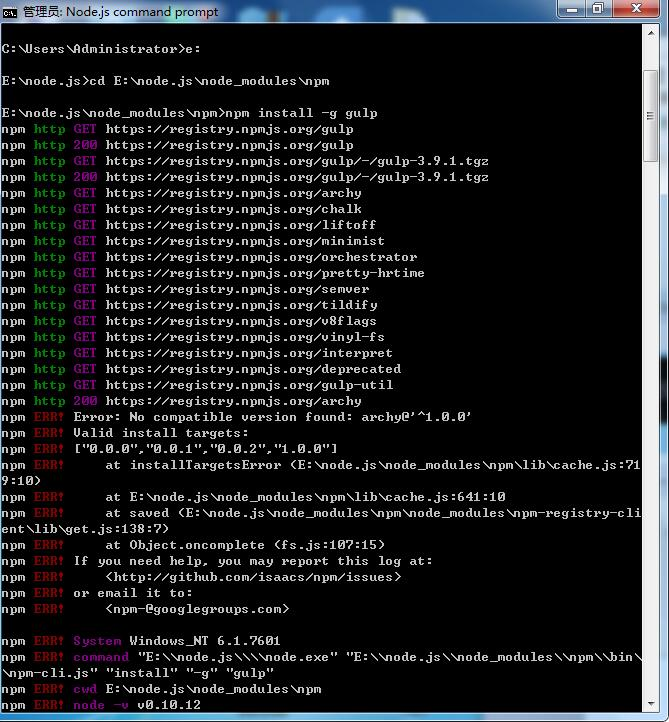 管理员: Node.js command prompt
C:\Users\Administrator>e:
E:\node.js>cd E:\node.js\node_modules\npm
E:\node.js\node_modules\npm>npm install -g gulp
npm http GET https://registry.npmjs.org/gulp
npm http 200 https://registry.npmjs.org/gulp
npm http GET https://registry.npmjs.org/gulp/-/gulp-3.9.1.tgz
npm http 200 https://registry.npmjs.org/gulp/-/gulp-3.9.1.tgz
npm http GET https://registry.npmjs.org/archy
npm http GET https://registry.npmjs.org/chalk
npm http GET https://registry.npmjs.org/liftoff
npm http GET https://registry.npmjs.org/minimist
npm http GET https://registry.npmjs.org/orchestrator
npm http GET https://registry.npmjs.org/pretty-hrtime
npm http GET https://registry.npmjs.org/semver
npm http GET https://registry.npmjs.org/tildify
npm http GET https://registry.npmjs.org/v8flags
npm http GET https://registry.npmjs.org/vinyl-fs
npm http GET https://registry.npmjs.org/interpret
npm http GET https://registry.npmjs.org/deprecated
npm http GET https://registry.npmjs.org/gulp-util
npm http 200 https://registry.npmjs.org/archy
npm ERR! Error: No compatible version found: archy@'^1.0.0'
npm ERR! Valid install targets:
npm ERR! ["0.0.0","0.0.1","0.0.2","1.0.0"]
npm ERR!     at installTargetsError (E:\node.js\node_modules\npm\lib\cache.js:71
9:10)
npm ERR!     at E:\node.js\node_modules\npm\lib\cache.js:641:10
npm ERR!     at saved (E:\node.js\node_modules\npm\node_modules\npm-registry-cli
ent\lib\get.js:138:7)
npm ERR!     at Object.oncomplete (fs.js:107:15)
npm ERR! If you need help, you may report this log at:
npm ERR!     <http://github.com/isaacs/npm/issues>
npm ERR! or email it to:
npm ERR!     <npm-@googlegroups.com>
npm ERR! System Windows_NT 6.1.7601
npm ERR! command "E:\\node.js\\\\node.exe" "E:\\node.js\\node_modules\\npm\\bin\
\npm-cli.js" "install" "-g" "gulp"
npm ERR! cwd E:\node.js\node_modules\npm
npm ERR! node -v v0.10.12